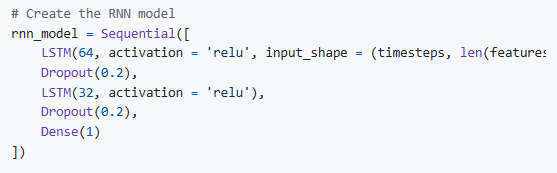 # Create the RNN model
rnn_model = Sequential([
    LSTM(64, activation = 'relu', input_shape = (timesteps, len(features
    Dropout(0.2),
    LSTM(32, activation = 'relu'),
    Dropout(0.2),
    Dense(1)
])